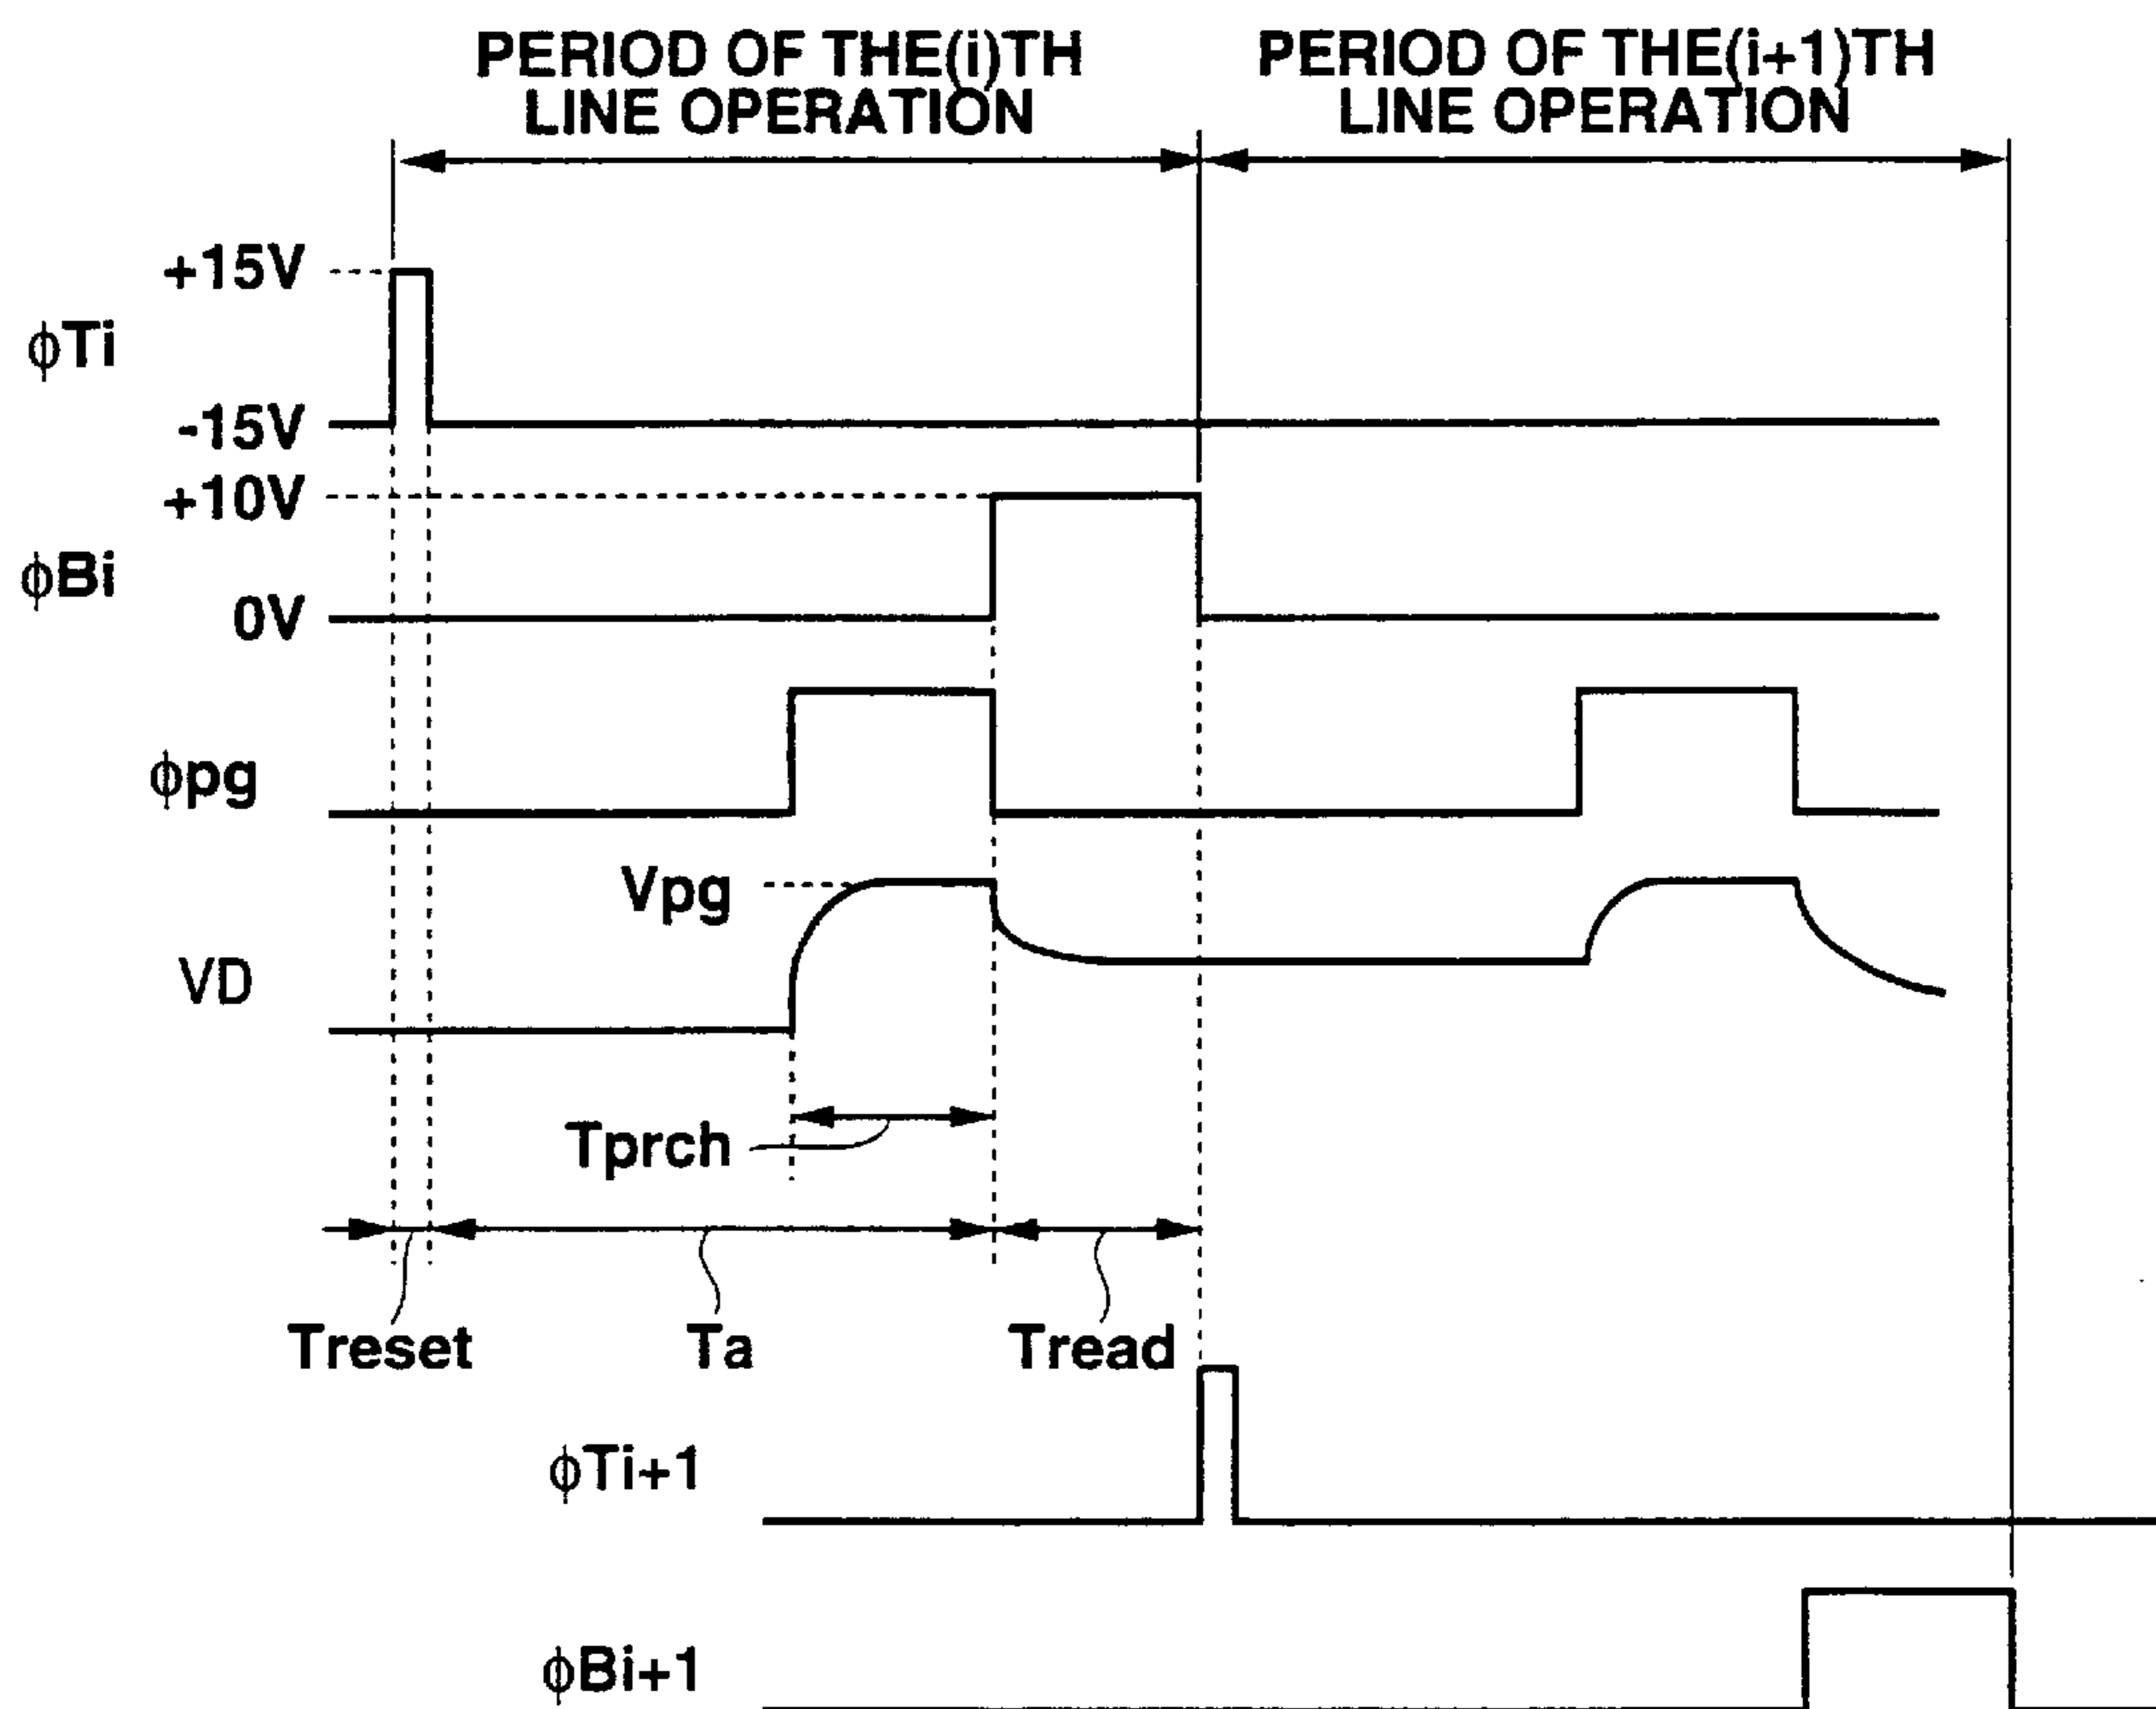 PERIOD OF THE(i)TH
LINE OPERATION
PERIOD OF THE(i+1)TH
LINE OPERATION
+15V
ϕTi
-15V
+10V
ϕBi
0V
ϕpg
Vpg
VD
Tprch
Treset
Ta
Tread
ϕTi+1
ϕBi+1